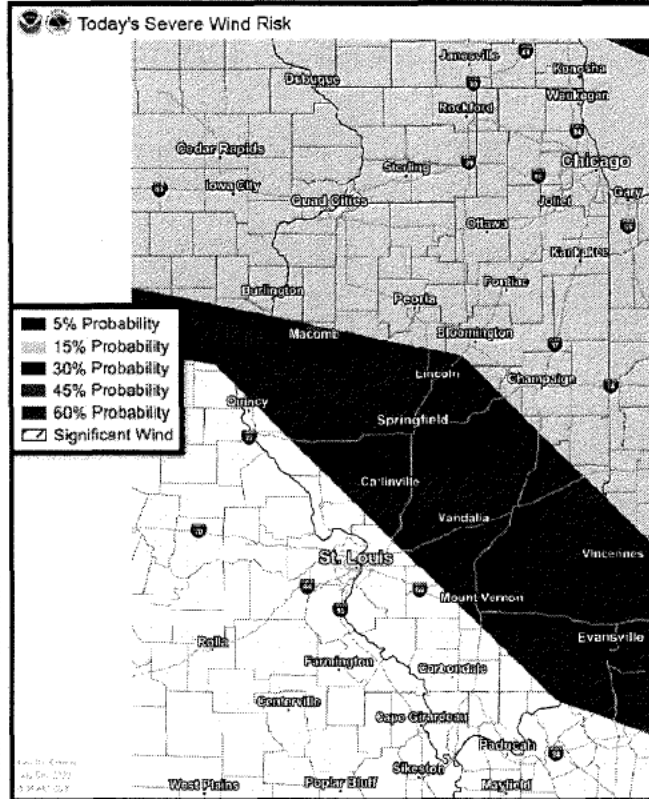 Today's Severe Wind Risk
Janesville
Dubuque
Kenosha
Waukegan
Rockford
Cedar Rapids
Sterling
Chicago
Iowa City
Gary
Quad Cities
Joliet
Ottawa
Kankakee
Burlington
Pontiac
Peoria
Macomb
Bloomington
5% Probability
15% Probability
30% Probability
45% Probability
60% Probability
Significant Wind
Lincoln
Champaign
Quincy
Springfield
Carlinville
Vandalia
St. Louis
Vincennes
Mount Vernon
Rolla
Evansville
Farmington
Carbondale
Centerville
Cape Girardeau
Paducah
Sikeston
West Plains
Poplar Bluff
Mayfield